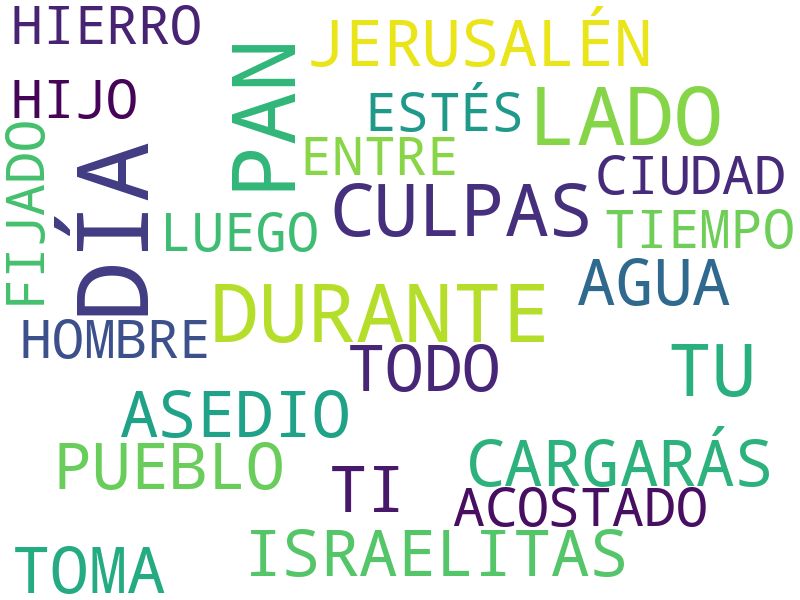 HIERRO
JERUSALÉN
PAN
HIJO
ESTÉS
LADO
FIJADO
DÍA
ENTRE
CIUDAD
CULPAS
LUEGO
TIEMPO
AGUA
DURANTE
HOMBRE
TODO
TU
ASEDIO
PUEBLO
CARGARÁS
TI
ACOSTADO
ISRAELITAS
TOMA